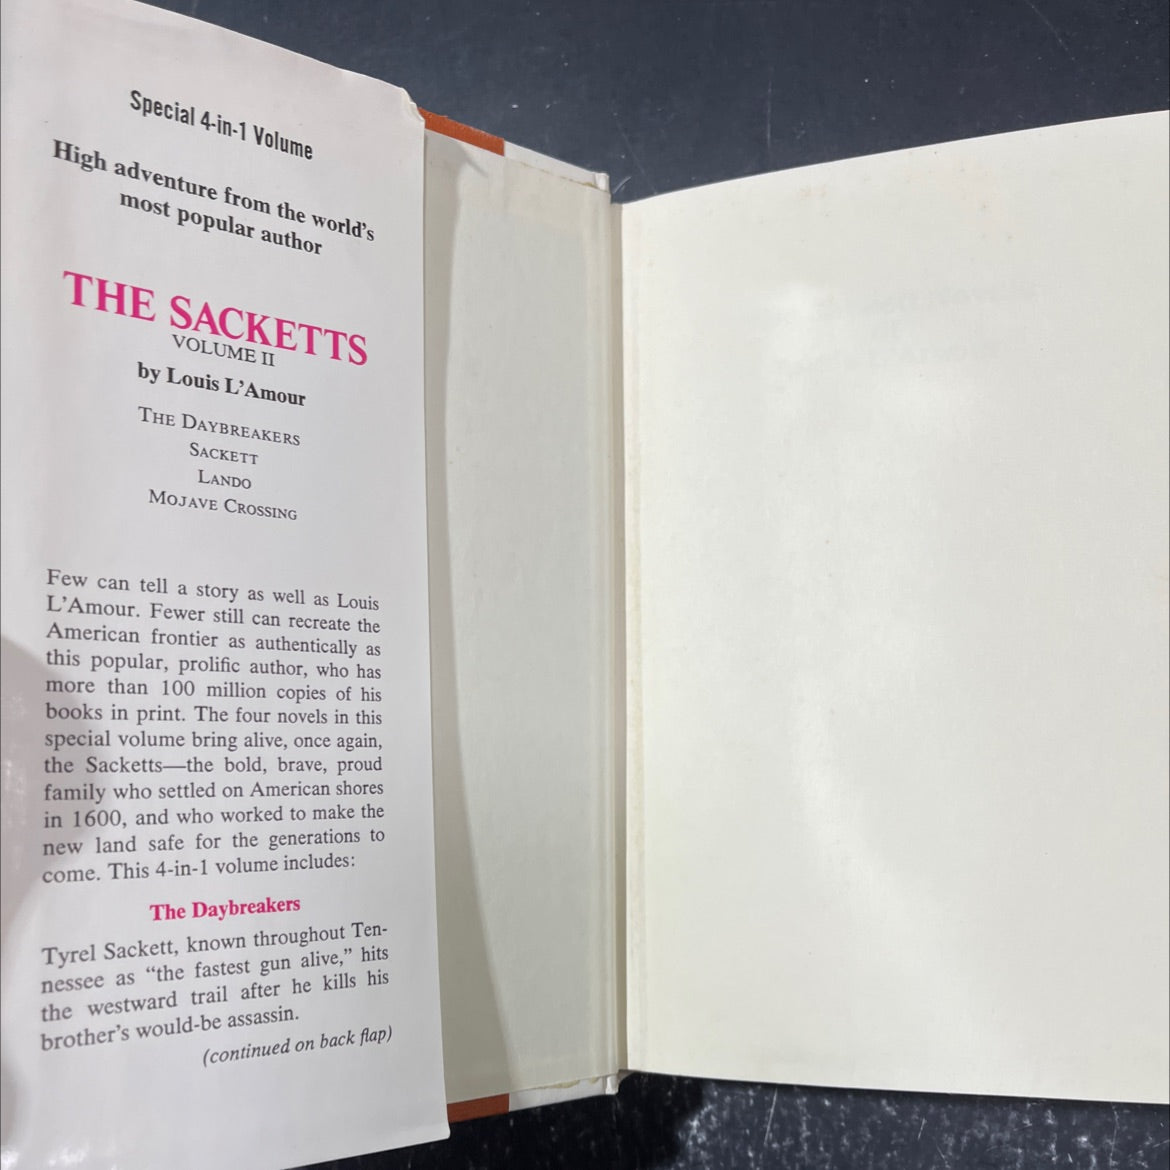 Special 4-in-1 Volume
High adventure from the world's
most popular author
THE SACKETTS
VOLUME II
by Louis L'Amour
THE DAYBREAKERS
SACKETT
LANDO
MOJAVE CROSSING
Few can tell a story as well as Louis
L'Amour. Fewer still can recreate the
American frontier as authentically as
this popular, prolific author, who has
more than 100 million copies of his
books in print. The four novels in this
special volume bring alive, once again,
the Sacketts—the bold, brave, proud
family who settled on American shores
in 1600, and who worked to make the
new land safe for the generations to
come. This 4-in-1 volume includes:
The Daybreakers
Tyrel Sackett, known throughout Ten-
nessee as “the fastest gun alive,” hits
the westward trail after he kills his
brother's would-be assassin.
(continued on back flap)